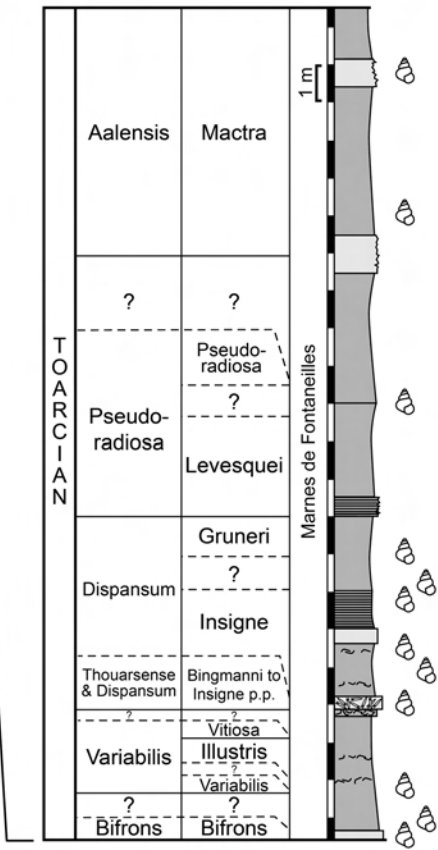 TOARCIAN
Aalensis
Mactra
?
?
Pseudo-
radiosa
?
Pseudo-
radiosa
Levesquei
Gruneri
?
Dispansum
Insigne
Thouarsense
& Dispansum
Bingmanni to
Insigne p.p.
?
?
Vitiosa
Variabilis
Illustris
?
Variabilis
?
?
Bifrons
Bifrons
Marnes de Fontaneilles
1 m